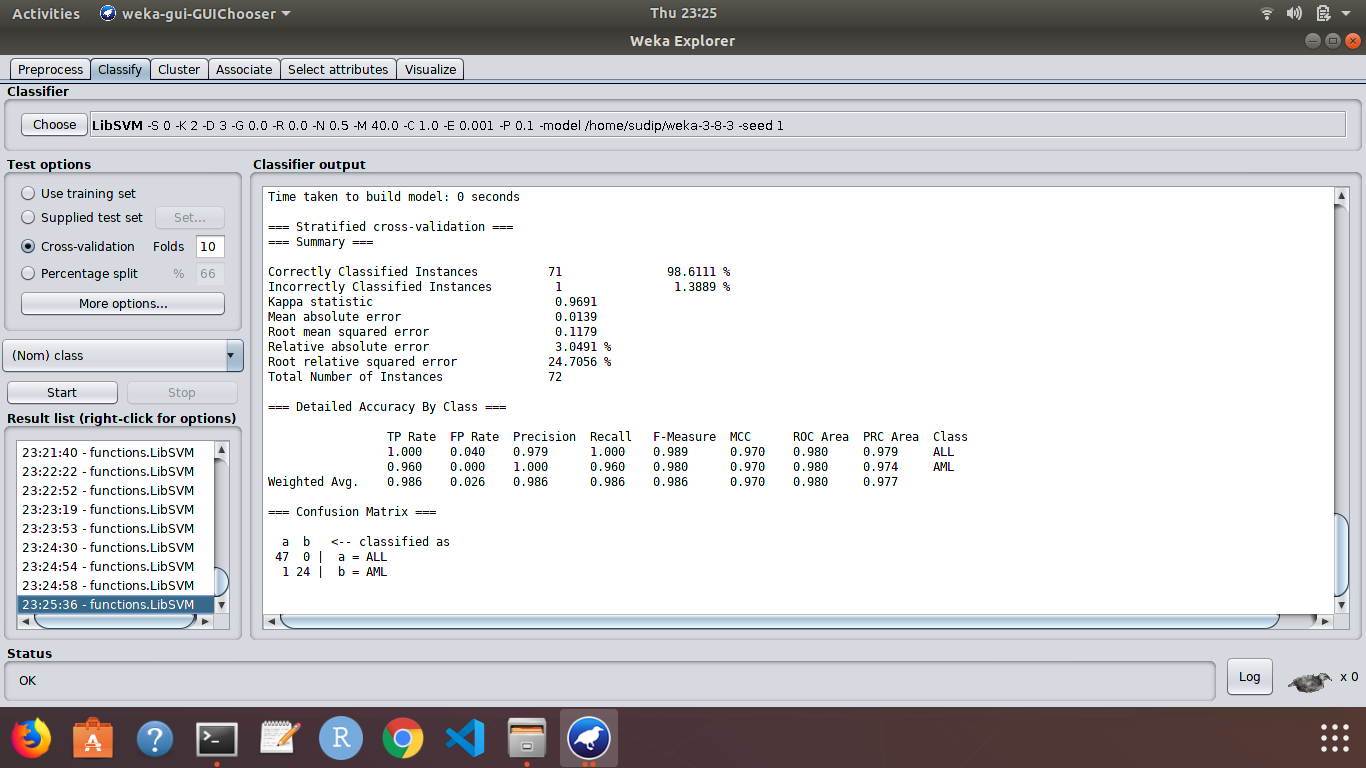 Activities weka-gui-GUIChooser Thu 23:25
Weka Explorer
Preprocess Classify Cluster Associate Select attributes Visualize
Classifier
Choose LibSVM -S 0 -K 2 -D 3 -G 0.0 -R 0.0 -N 0.5 -M 40.0 -C 1.0 -E 0.001 -P 0.1 -model /home/sudip/weka-3-8-3 -seed 1
Test options
Use training set
Supplied test set Set...
Cross-validation Folds 10
Percentage split % 66
More options...
(Nom) class
Start Stop
Result list (right-click for options)
23:21:40 - functions.LibSVM
23:22:22 - functions.LibSVM
23:22:52 - functions.LibSVM
23:23:19 - functions.LibSVM
23:23:53 - functions.LibSVM
23:24:30 - functions.LibSVM
23:24:54 - functions.LibSVM
23:24:58 - functions.LibSVM
23:25:36 - functions.LibSVM
Classifier output
Time taken to build model: 0 seconds
=== Stratified cross-validation ===
=== Summary ===
Correctly Classified Instances 71 98.6111 %
Incorrectly Classified Instances 1 1.3889 %
Kappa statistic 0.9691
Mean absolute error 0.0139
Root mean squared error 0.1179
Relative absolute error 3.0491 %
Root relative squared error 24.7056 %
Total Number of Instances 72
=== Detailed Accuracy By Class ===
TP Rate FP Rate Precision Recall F-Measure MCC ROC Area PRC Area Class
1.000 0.040 0.979 1.000 0.989 0.970 0.980 0.979 ALL
0.960 0.000 1.000 0.960 0.980 0.970 0.980 0.974 AML
Weighted Avg. 0.986 0.026 0.986 0.986 0.986 0.970 0.980 0.977
=== Confusion Matrix ===
a b <-- classified as
47 0 | a = ALL
1 24 | b = AML
Status
OK
Log x 0
A ? >_ R